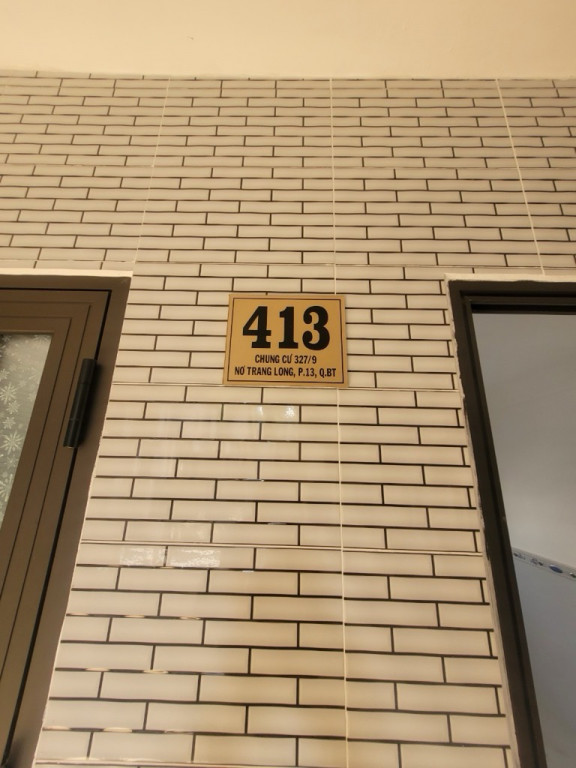 413
CHUNG CƯ 327/9
NƠ TRANG LONG, P.13, Q.BT